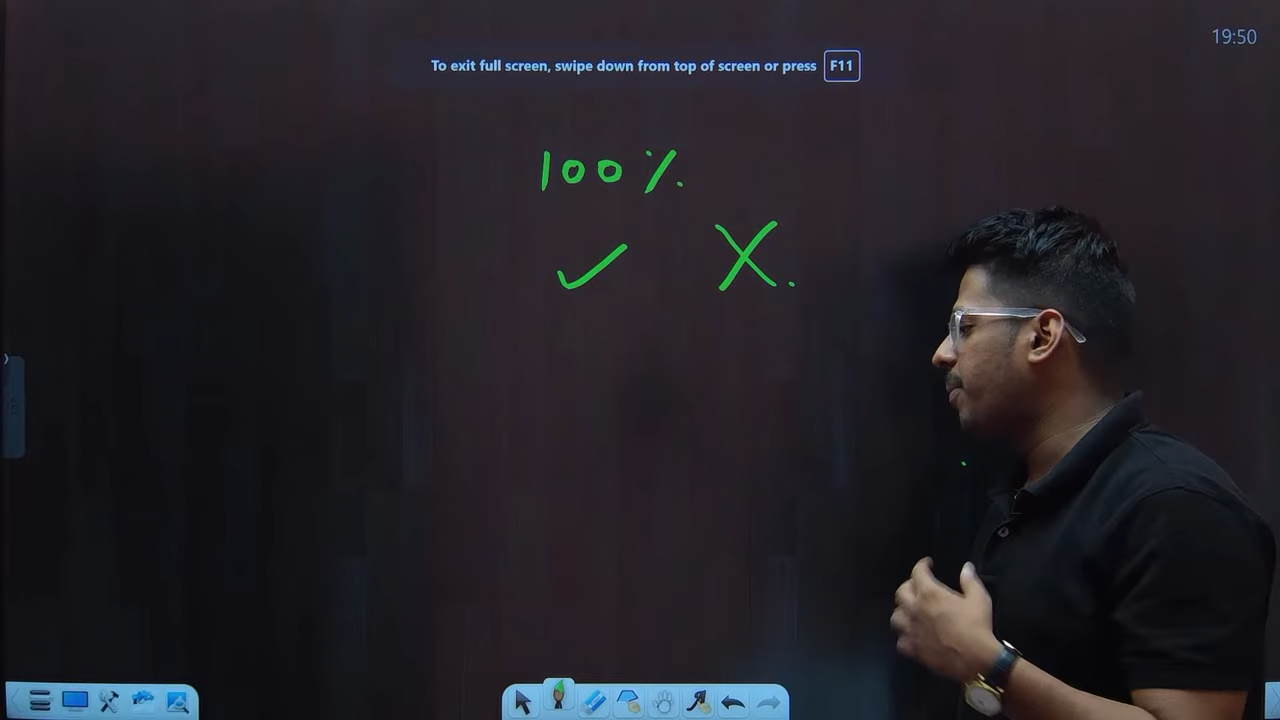 19:50
To exit full screen, swipe down from top of screen or press F11
100%.
✓ X.